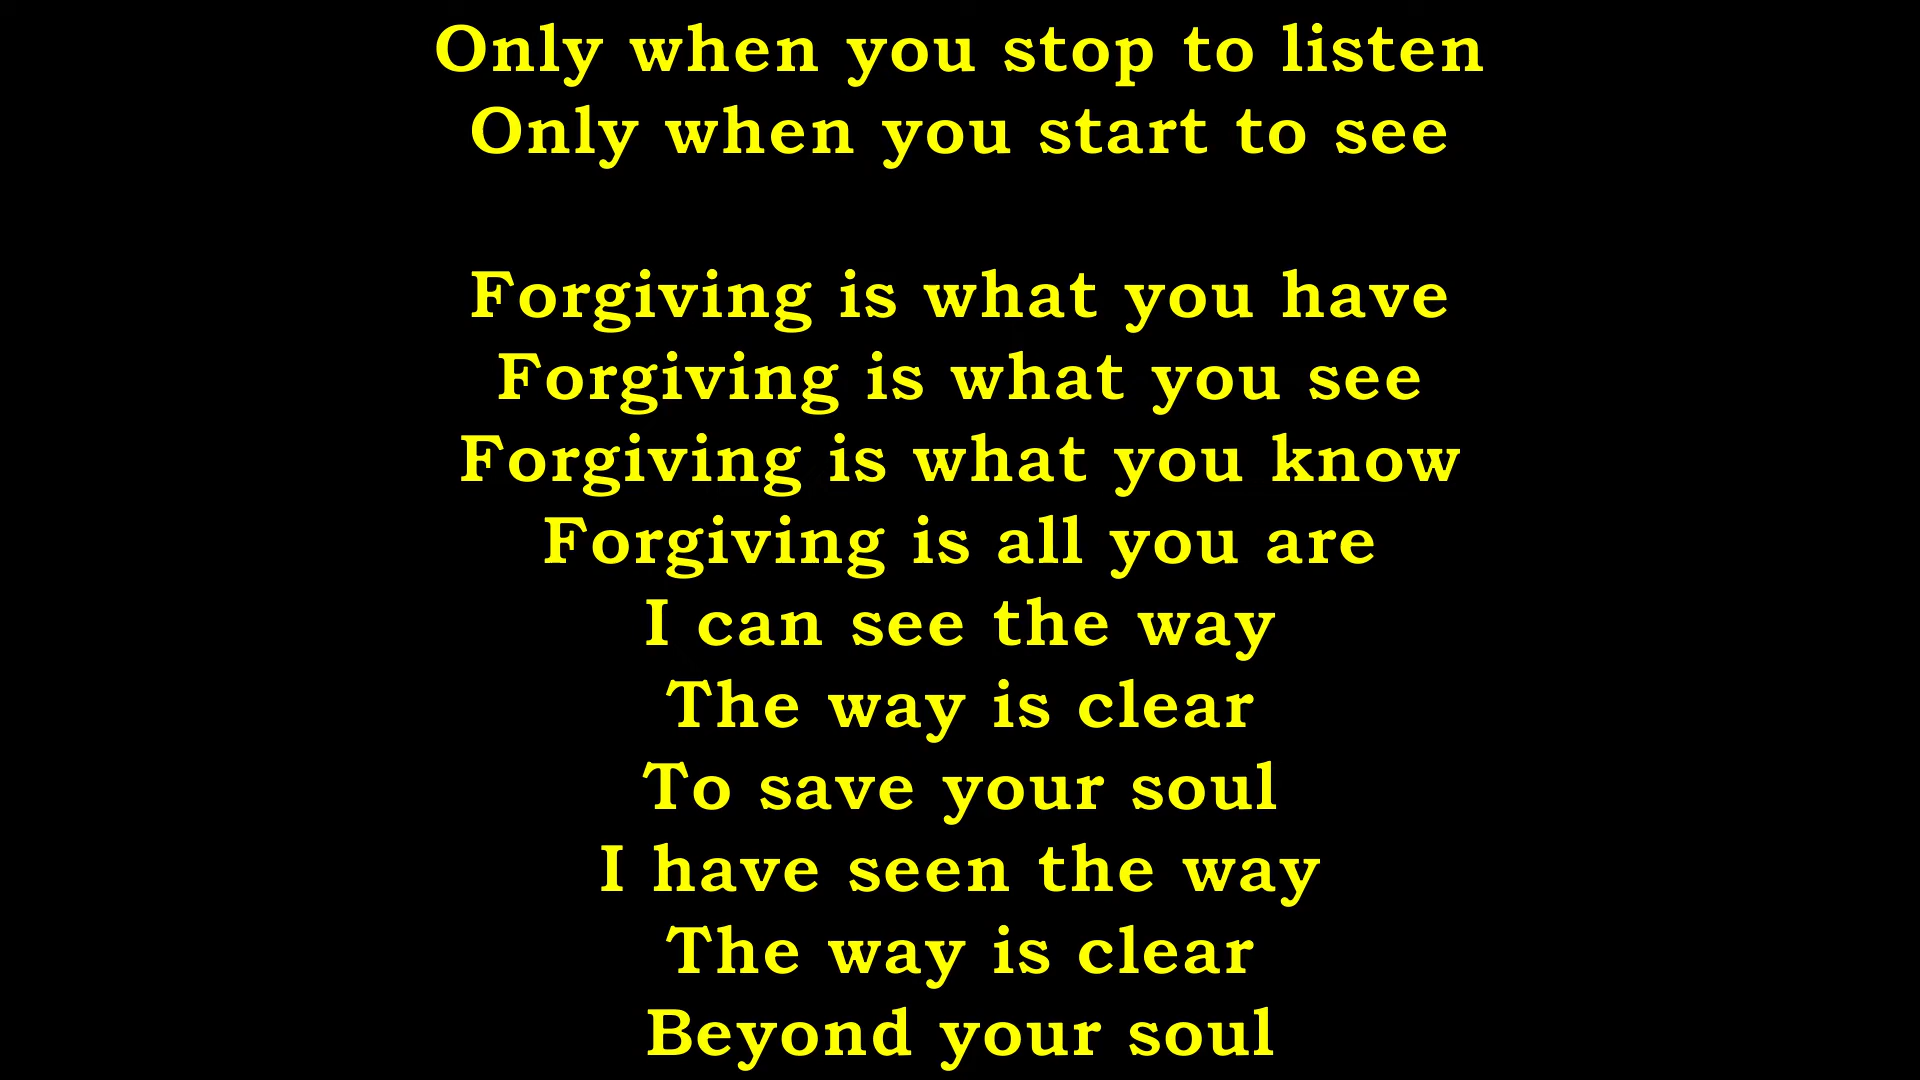 Only when you stop to listen
Only when you start to see
Forgiving is what you have
Forgiving is what you see
Forgiving is what you know
Forgiving is all you are
I can see the way
The way is clear
To save your soul
I have seen the way
The way is clear
Beyond your soul